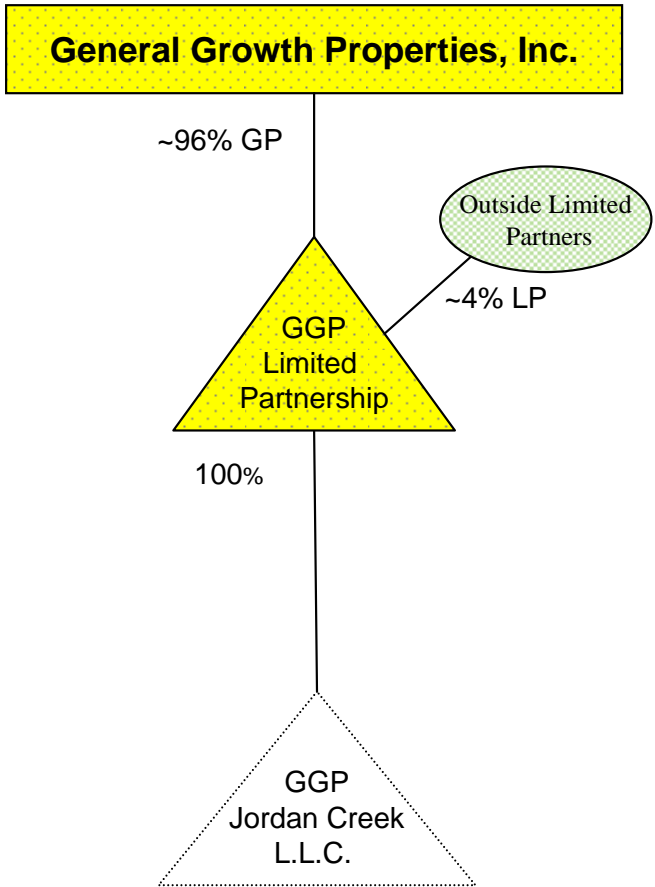 General Growth Properties, Inc.
~96% GP
Outside Limited
Partners
~4% LP
GGP
Limited
Partnership
100%
GGP
Jordan Creek
L.L.C.